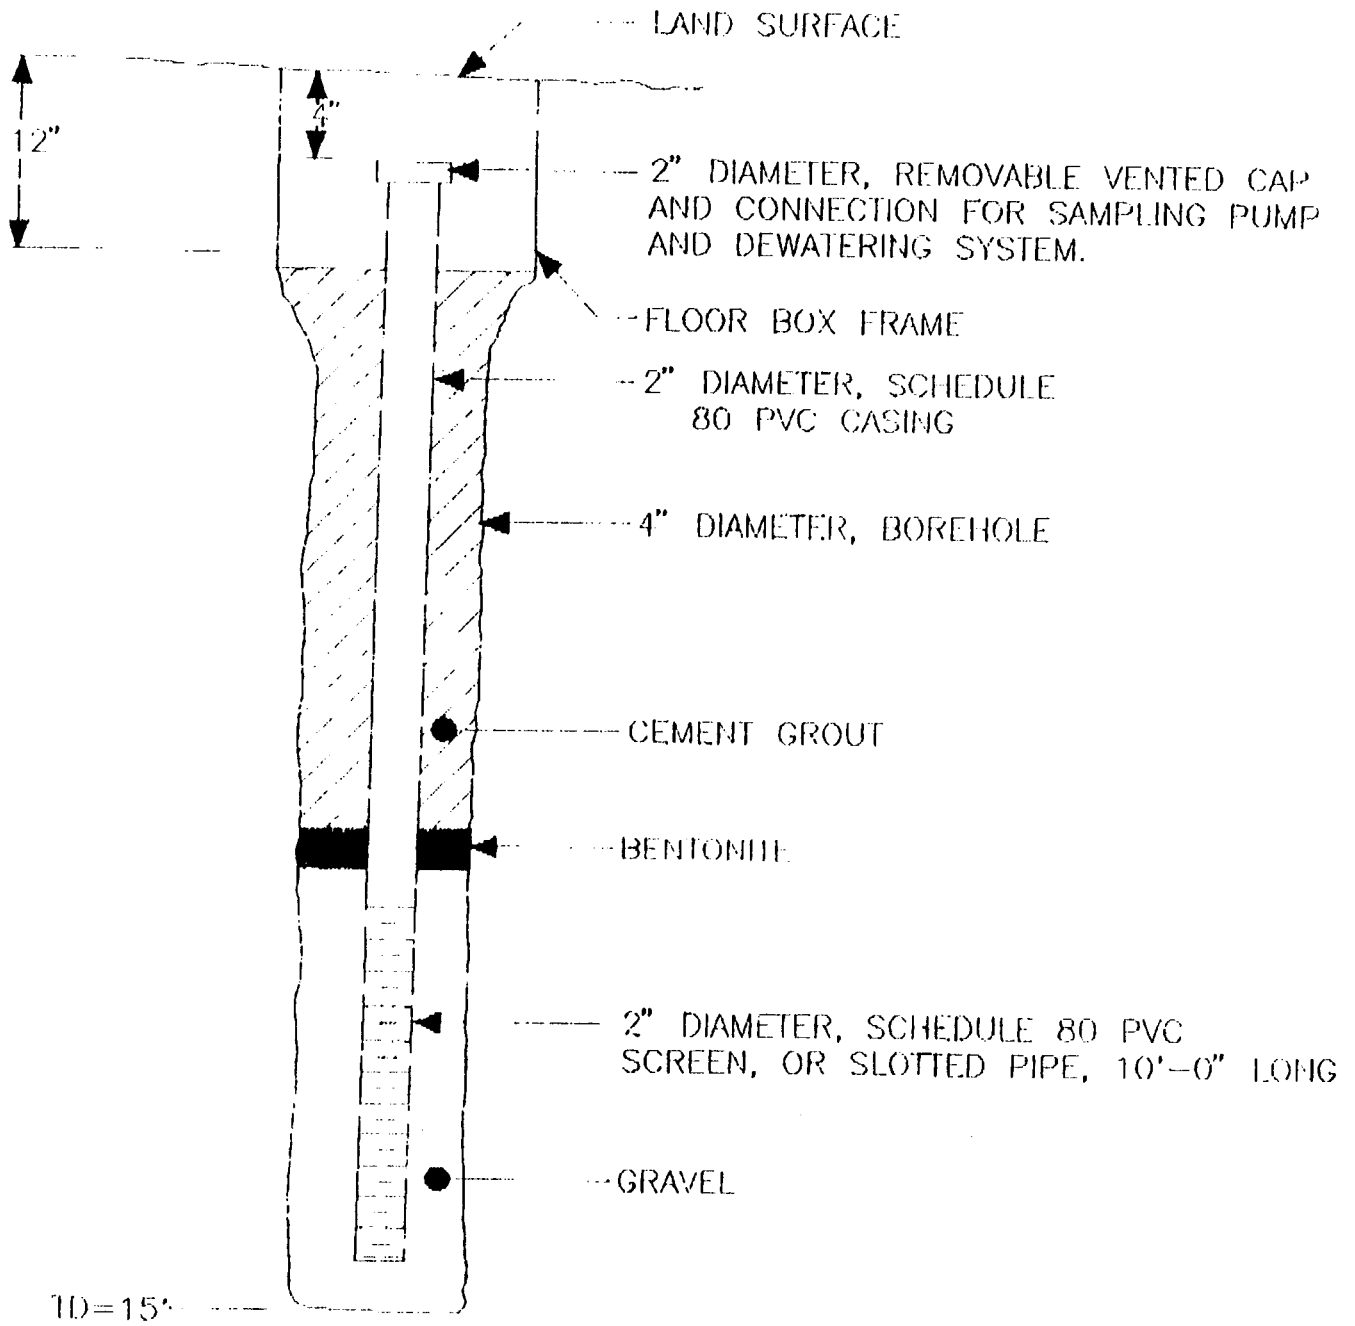 LAND SURFACE
4"
12"
2" DIAMETER, REMOVABLE VENTED CAP
AND CONNECTION FOR SAMPLING PUMP
AND DEWATERING SYSTEM.
FLOOR BOX FRAME
2" DIAMETER, SCHEDULE
80 PVC CASING
4" DIAMETER, BOREHOLE
CEMENT GROUT
BENTONITE
2" DIAMETER, SCHEDULE 80 PVC
SCREEN, OR SLOTTED PIPE, 10'-0" LONG
GRAVEL
TD=15'